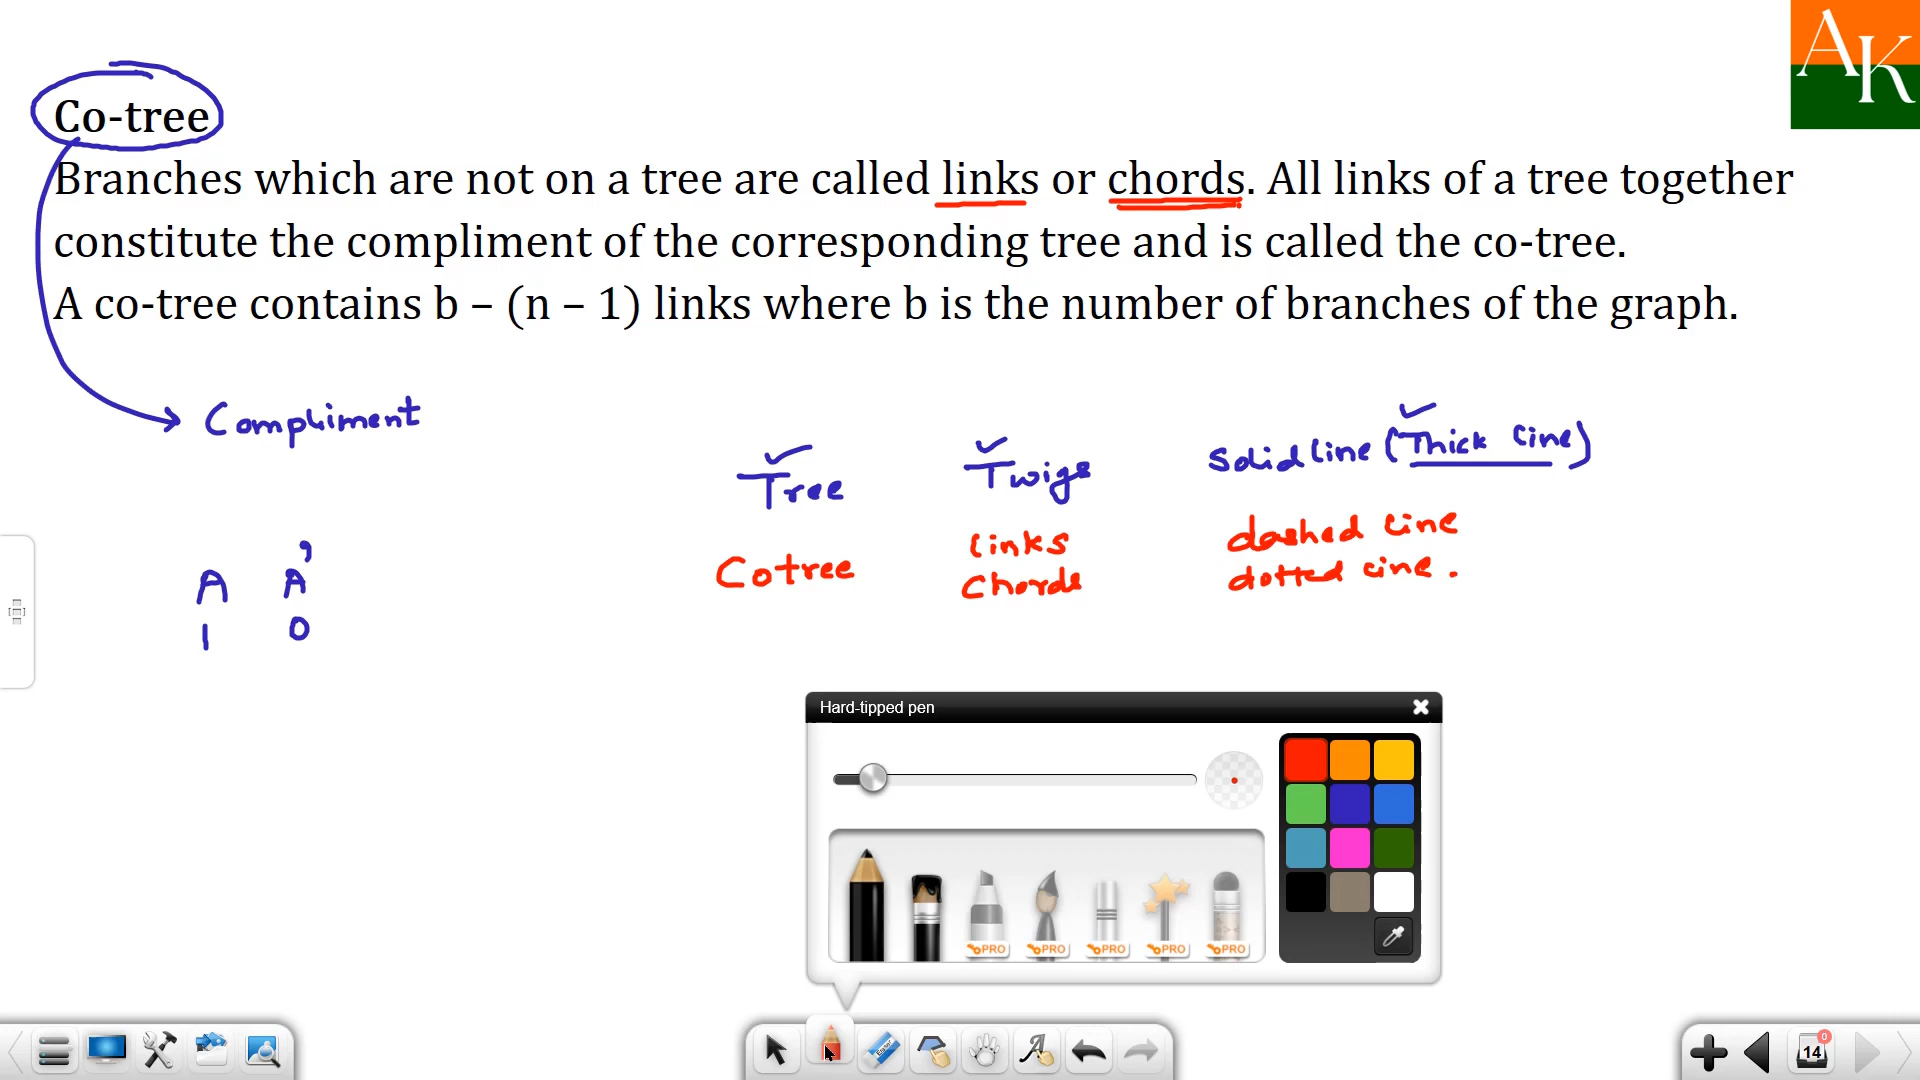 AK
Co-tree
Branches which are not on a tree are called links or chords. All links of a tree together
constitute the compliment of the corresponding tree and is called the co-tree.
A co-tree contains b – (n – 1) links where b is the number of branches of the graph.
Compliment
Tree Twigs Solid line (Thick line)
Cotree links dashed line
chords dotted line.
A A'
1 0
Hard-tipped pen
PRO PRO PRO PRO PRO
Eraser
A
14
0